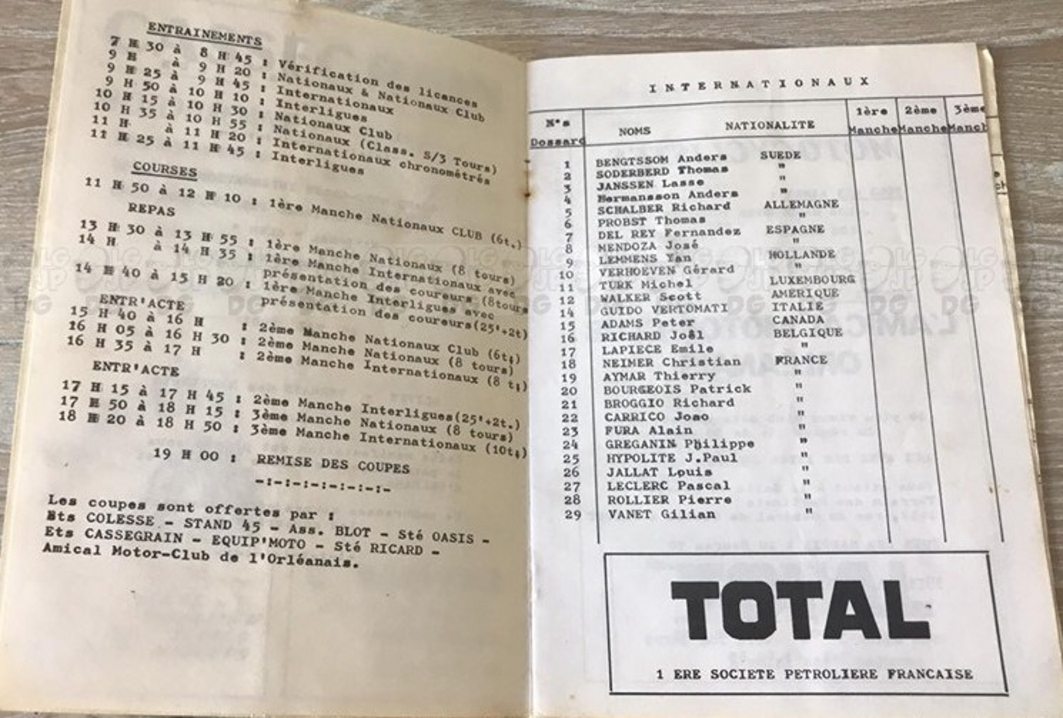 ENTRAINEMENTS
7 H 30 à 8 H 45 : Vérification des licences
9 H à 9 H 20 : Nationaux & Nationaux Club
9 H 25 à 9 H 45 : Internationaux
9 H 50 à 10 H 10 : Interligues
10 H 15 à 10 H 30 : Nationaux Club
10 H 35 à 10 H 55 : Nationaux (Class. S/3 Tours)
11 H à 11 H 20 : Internationaux chronométrés
11 H 25 à 11 H 45 : Interligues
COURSES
11 H 50 à 12 H 10 : 1ère Manche Nationaux CLUB (6t.)
REPAS
13 H 30 à 13 H 55 : 1ère Manche Nationaux (8 tours)
14 H à 14 H 35 : 1ère Manche Internationaux avec
présentation des coureurs (8tours
14 H 40 à 15 H 20 : 1ère Manche Interligues avec
présentation des coureurs(25'+2t)
ENTR'ACTE
15 H 40 à 16 H : 2ème Manche Nationaux Club (6t;)
16 H 05 à 16 H 30 : 2ème Manche Nationaux (8 tours)
16 H 35 à 17 H : 2ème Manche Internationaux (8 t;)
ENTR'ACTE
17 H 15 à 17 H 45 : 2ème Manche Interligues(25'+2t.)
17 H 50 à 18 H 15 : 3ème Manche Nationaux (8 tours)
18 H 20 à 18 H 50 : 3ème Manche Internationaux (10t;)
19 H 00 : REMISE DES COUPES
-:-:-:-:-:-:-
Les coupes sont offertes par :
Ets COLESSE - STAND 45 - Ass. BLOT - Sté OASIS -
Ets CASSEGRAIN - EQUIP'MOTO - Sté RICARD -
Amical Motor-Club de l'Orléanais.
INTERNATIONAUX
N°s Dossard NOMS NATIONALITE 1ère Manche 2ème Manche 3ème Manch
1 BENGTSSOM Anders SUEDE
2 SODERBERD Thomas "
3 JANSSEN Lasse "
4 Hermansson Anders "
5 SCHALBER Richard ALLEMAGNE
6 PROBST Thomas "
7 DEL REY Fernandez ESPAGNE
8 MENDOZA José "
9 LEMMENS Yan HOLLANDE
10 VERHOEVEN Gérard "
11 TURK Michel LUXEMBOURG
12 WALKER Scott AMERIQUE
14 GUIDO VERTOMATI ITALIE
15 ADAMS Peter CANADA
16 RICHARD Joël BELGIQUE
17 LAPIECE Emile "
18 NEIMER Christian FRANCE
19 AYMAR Thierry "
20 BOURGEOIS Patrick "
21 BROGGIO Richard "
22 CARRICO Joao "
23 FURA Alain "
24 GREGANIN Philippe "
25 HYPOLITE J.Paul "
26 JALLAT Louis "
27 LECLERC Pascal "
28 ROLLIER Pierre "
29 VANET Gilian "
TOTAL
1 ERE SOCIETE PETROLIERE FRANCAISE